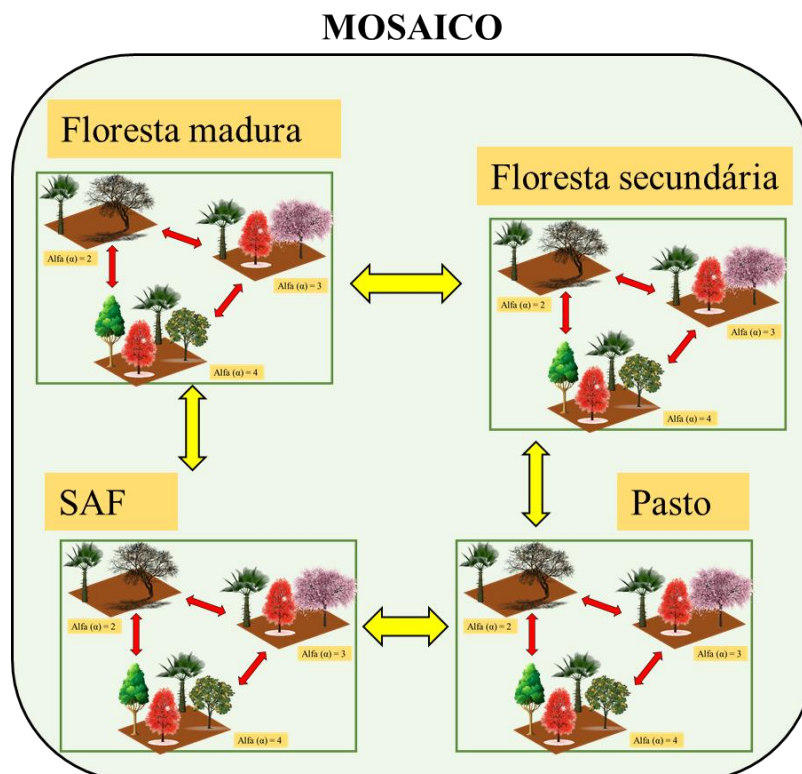 MOSAICO
Floresta madura
Alfa (α) = 2
Alfa (α) = 3
Alfa (α) = 4
Floresta secundária
Alfa (α) = 2
Alfa (α) = 3
Alfa (α) = 4
SAF
Alfa (α) = 2
Alfa (α) = 3
Alfa (α) = 4
Pasto
Alfa (α) = 2
Alfa (α) = 3
Alfa (α) = 4